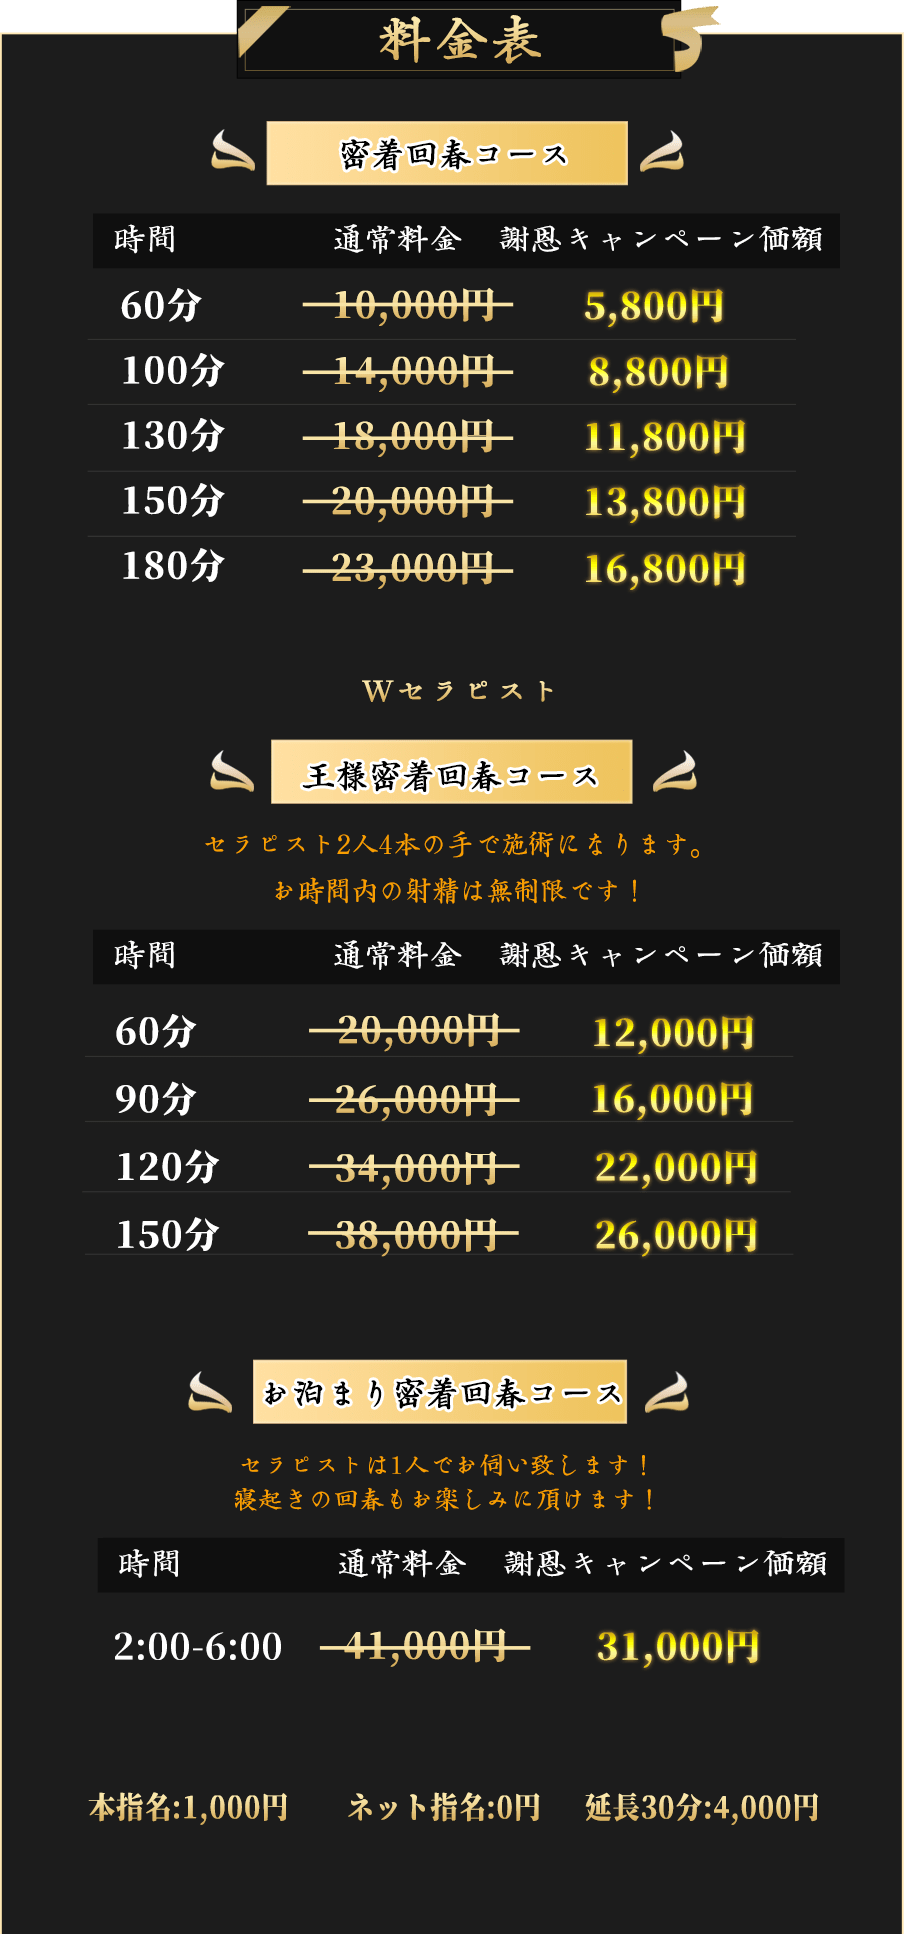 料金表
密着回春コース
時間 通常料金 謝恩キャンペーン価額
60分 10,000円 5,800円
100分 14,000円 8,800円
130分 18,000円 11,800円
150分 20,000円 13,800円
180分 23,000円 16,800円
Wセラピスト
王様密着回春コース
セラピスト2人4本の手で施術になります。
お時間内の射精は無制限です！
時間 通常料金 謝恩キャンペーン価額
60分 20,000円 12,000円
90分 26,000円 16,000円
120分 34,000円 22,000円
150分 38,000円 26,000円
お泊まり密着回春コース
セラピストは1人でお伺い致します！
寝起きの回春もお楽しみに頂けます！
時間 通常料金 謝恩キャンペーン価額
2:00-6:00 41,000円 31,000円
本指名:1,000円 ネット指名:0円 延長30分:4,000円